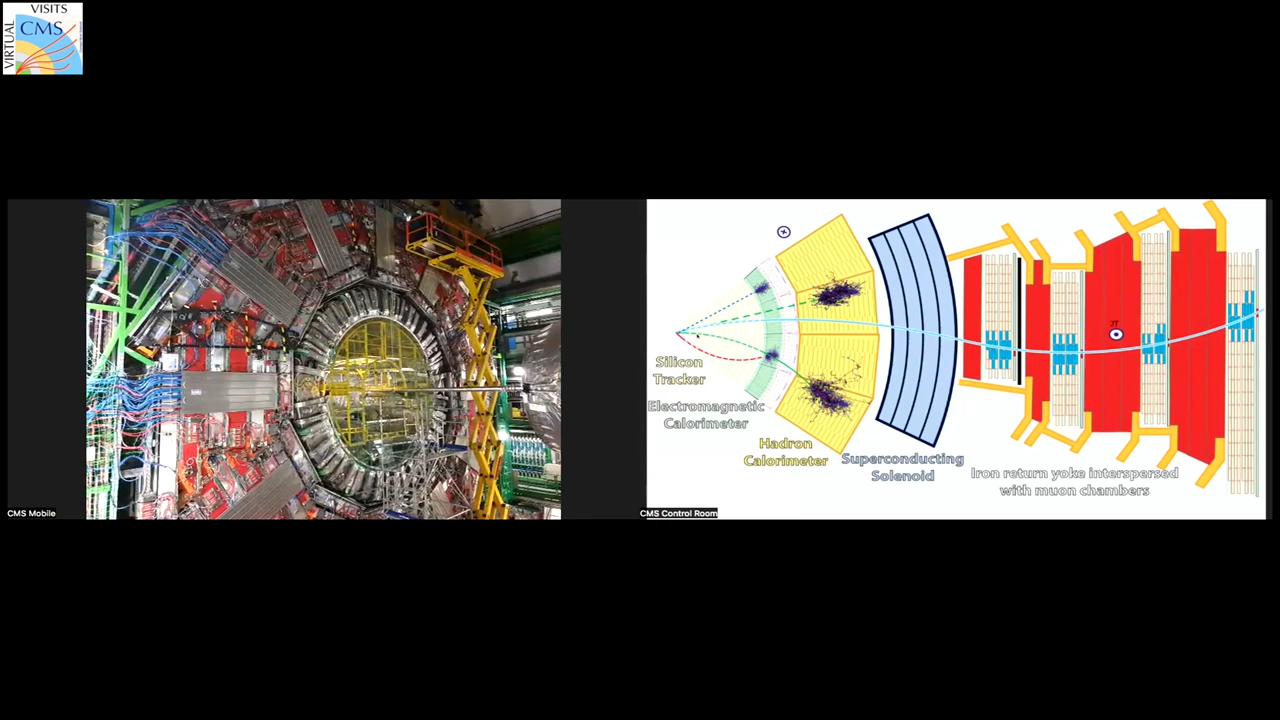 VISITS
CMS
VIRTUAL
Silicon
Tracker
Electromagnetic
Calorimeter
Hadron
Calorimeter
Superconducting
Solenoid
Iron return yoke interspersed
with muon chambers
CMS Mobile
CMS Control Room